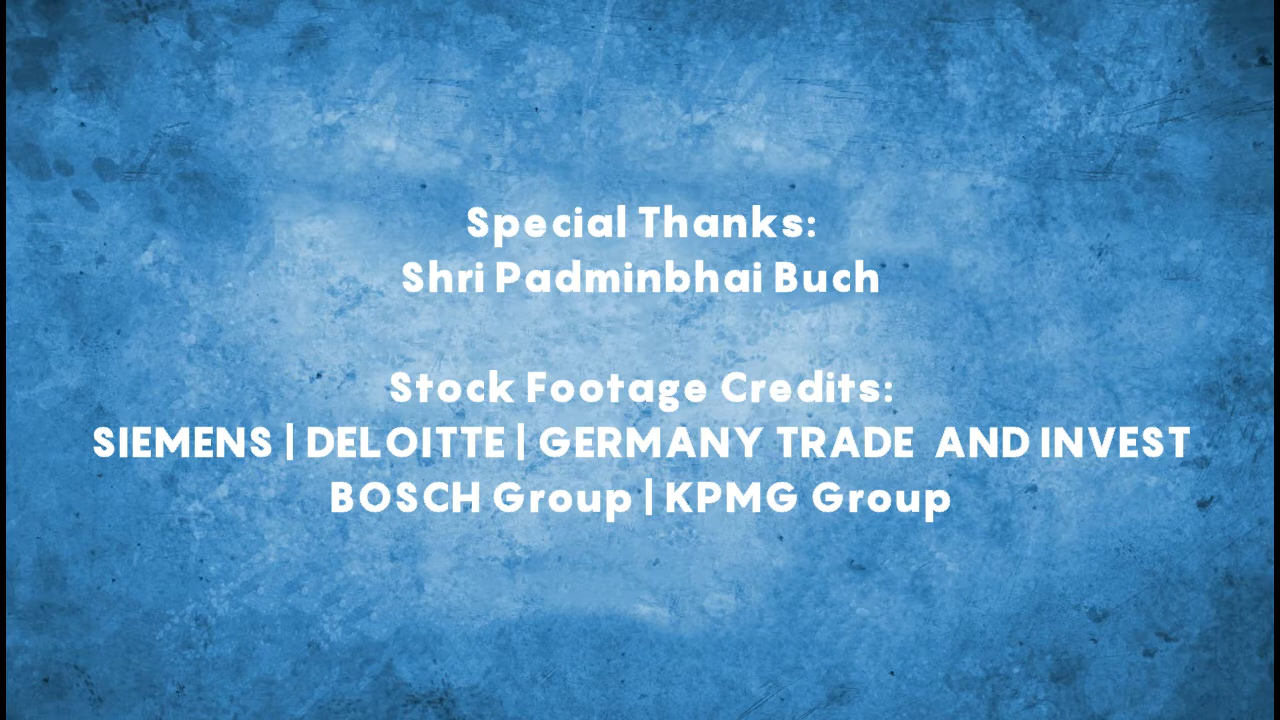 Special Thanks:
Shri Padminbhai Buch
Stock Footage Credits:
SIEMENS | DELOITTE | GERMANY TRADE AND INVEST
BOSCH Group | KPMG Group